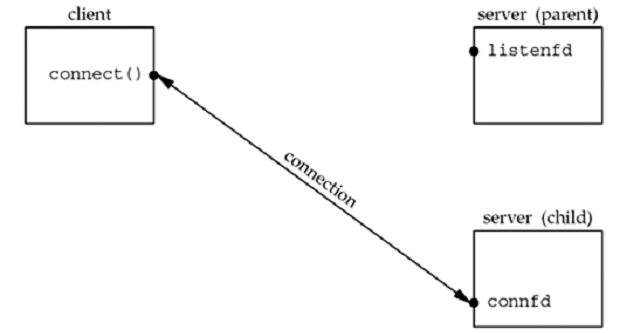 client
server (parent)
connect()
listenfd
connection
server (child)
connfd